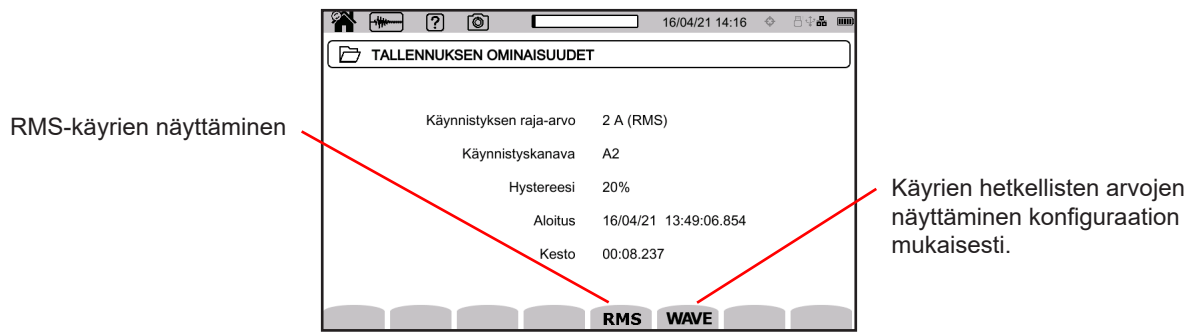 16/04/21 14:16
TALLENNUKSEN OMINAISUUDET
RMS-käyrien näyttäminen
Käynnistyksen raja-arvo 2 A (RMS)
Käynnistyskanava A2
Hystereesi 20%
Aloitus 16/04/21 13:49:06.854
Kesto 00:08.237
Käyrien hetkellisten arvojen
näyttäminen konfiguraation
mukaisesti.
RMS WAVE